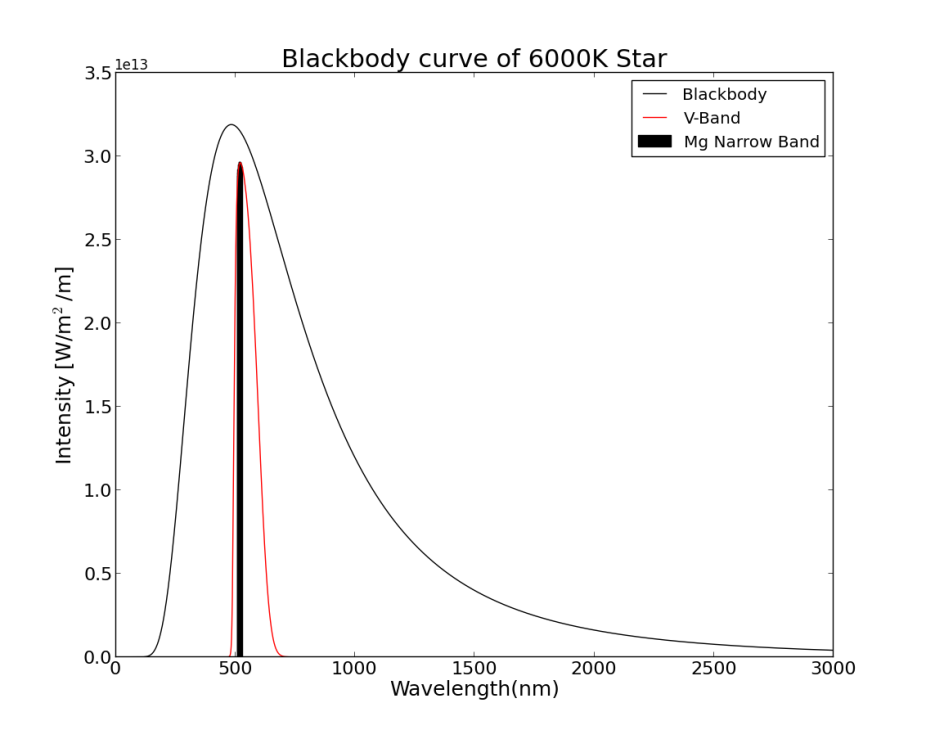 Blackbody curve of 6000K Star
1e13
3.5
3.0
2.5
2.0
1.5
1.0
0.5
0.0
Intensity [W/m² /m]
Blackbody
V-Band
Mg Narrow Band
0 500 1000 1500 2000 2500 3000
Wavelength(nm)